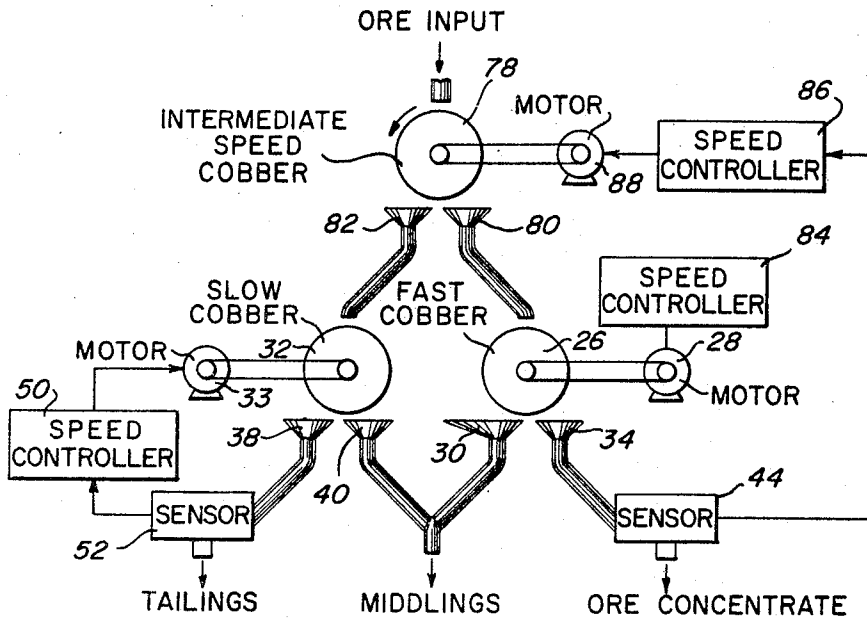 ORE INPUT
78
86
MOTOR
INTERMEDIATE
SPEED
COBBER
SPEED
CONTROLLER
88
82
80
84
SPEED
CONTROLLER
SLOW
COBBER
FAST
COBBER
32
26
28
MOTOR
33
MOTOR
50
SPEED
CONTROLLER
38
40
30
34
44
SENSOR
52
SENSOR
TAILINGS
MIDDLINGS
ORE CONCENTRATE